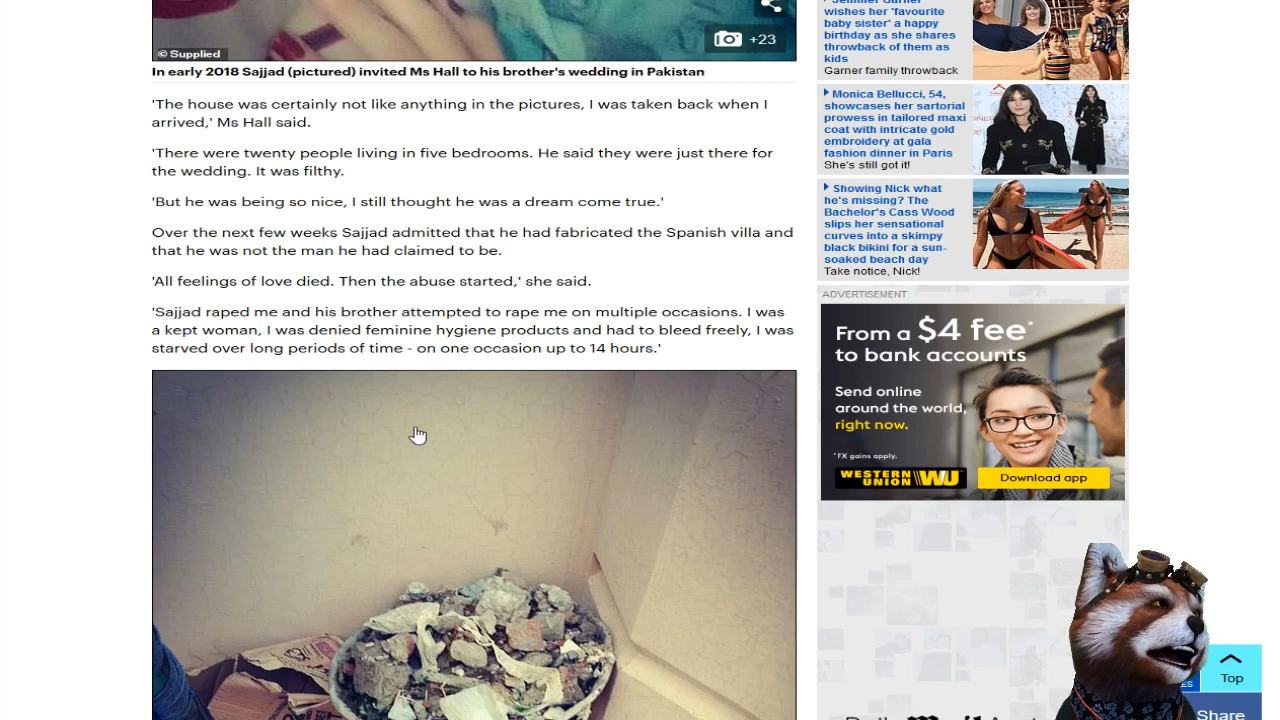 © Supplied
+23
In early 2018 Sajjad (pictured) invited Ms Hall to his brother's wedding in Pakistan
'The house was certainly not like anything in the pictures, I was taken back when I
arrived,' Ms Hall said.
'There were twenty people living in five bedrooms. He said they were just there for
the wedding. It was filthy.
'But he was being so nice, I still thought he was a dream come true.'
Over the next few weeks Sajjad admitted that he had fabricated the Spanish villa and
that he was not the man he had claimed to be.
'All feelings of love died. Then the abuse started,' she said.
'Sajjad raped me and his brother attempted to rape me on multiple occasions. I was
a kept woman, I was denied feminine hygiene products and had to bleed freely, I was
starved over long periods of time - on one occasion up to 14 hours.'
wishes her 'favourite
baby sister' a happy
birthday as she shares
throwback of them as
kids
Garner family throwback
Monica Bellucci, 54,
showcases her sartorial
prowess in tailored maxi
coat with intricate gold
embroidery at gala
fashion dinner in Paris
She's still got it!
Showing Nick what
he's missing? The
Bachelor's Cass Wood
slips her sensational
curves into a skimpy
black bikini for a sun-
soaked beach day
Take notice, Nick!
ADVERTISEMENT
From a $4 fee*
to bank accounts
Send online
around the world,
right now.
*FX gains apply.
WESTERN UNION WU
Download app
Top
Share